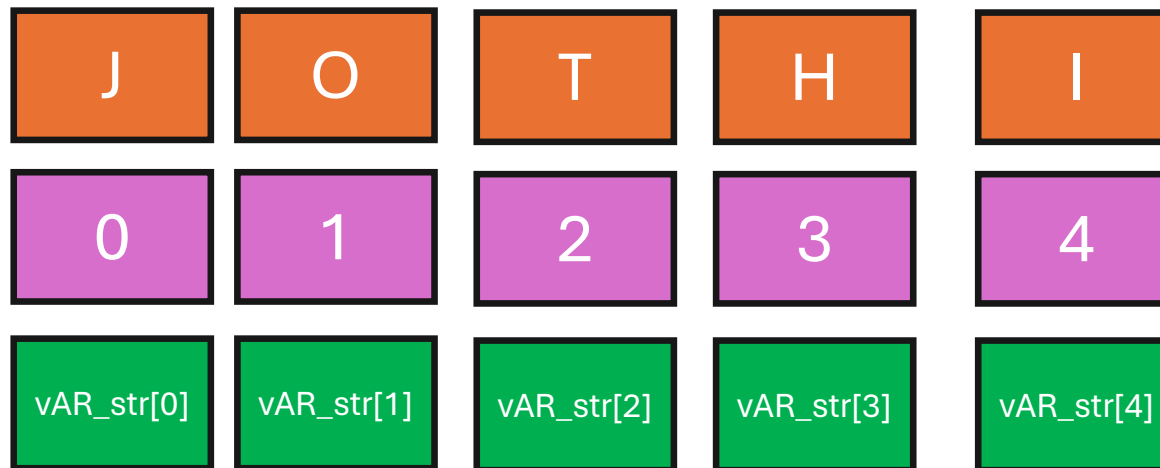 J O T H I
0 1 2 3 4
vAR_str[0] vAR_str[1] vAR_str[2] vAR_str[3] vAR_str[4]